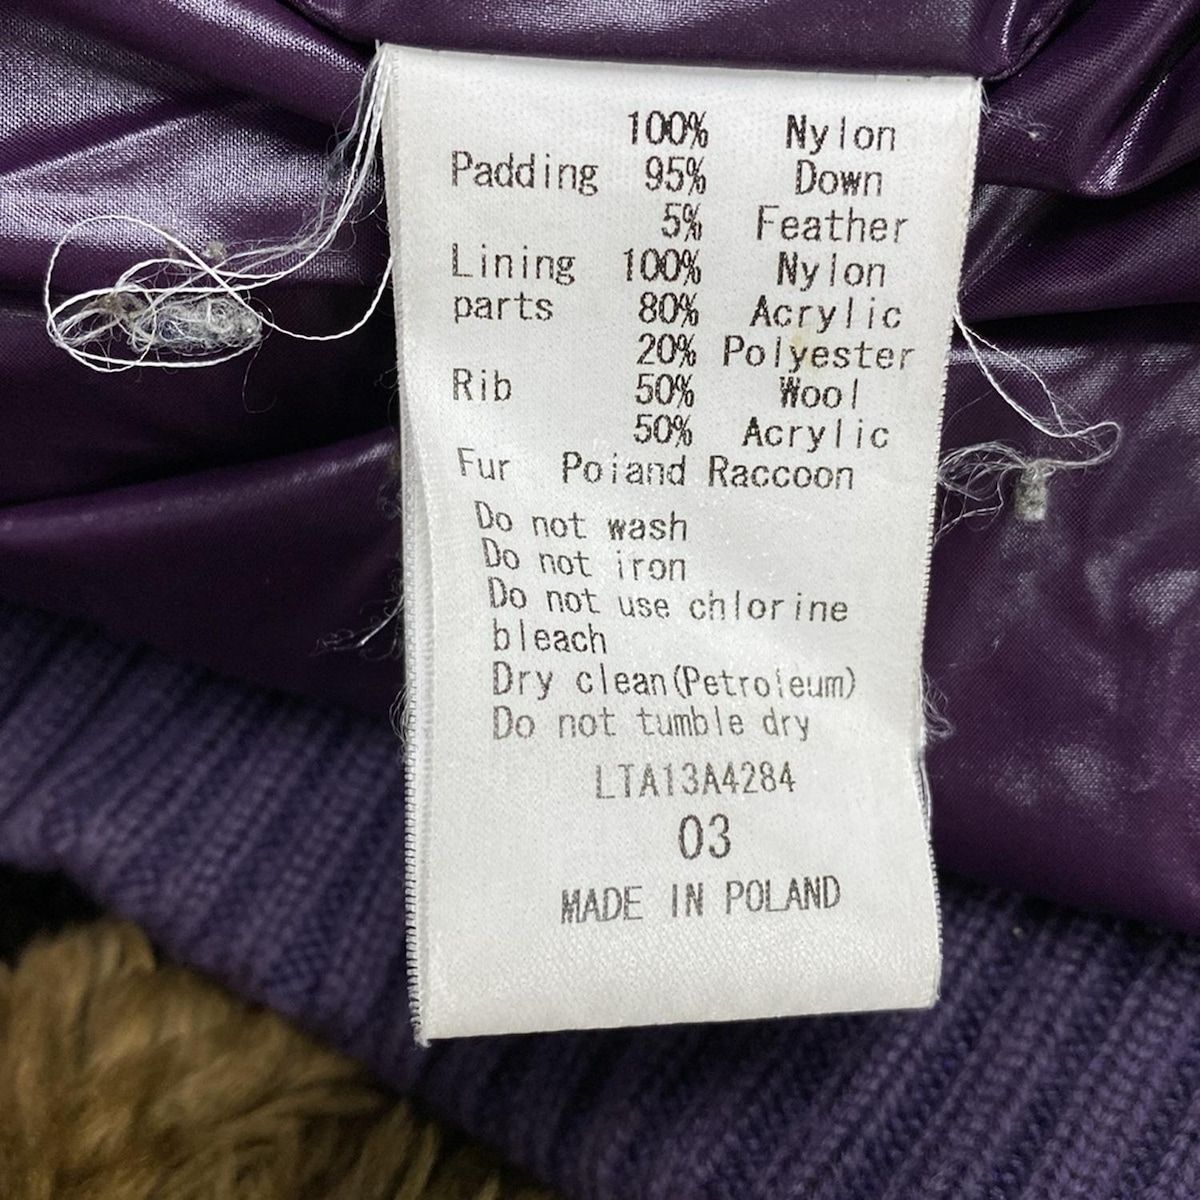 100% Nylon
Padding 95% Down
5% Feather
Lining 100% Nylon
parts 80% Acrylic
20% Polyester
Rib 50% Wool
50% Acrylic
Fur Poland Raccoon
Do not wash
Do not iron
Do not use chlorine
bleach
Dry clean(Petroleum)
Do not tumble dry
LTA13A4284
03
MADE IN POLAND